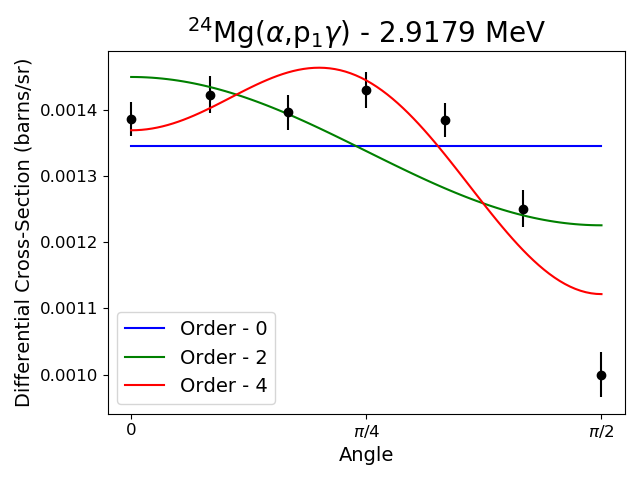 ²⁴Mg(α,p₁γ) - 2.9179 MeV
Differential Cross-Section (barns/sr)
0.0014
0.0013
0.0012
0.0011
0.0010
Order - 0
Order - 2
Order - 4
0
π/4
π/2
Angle